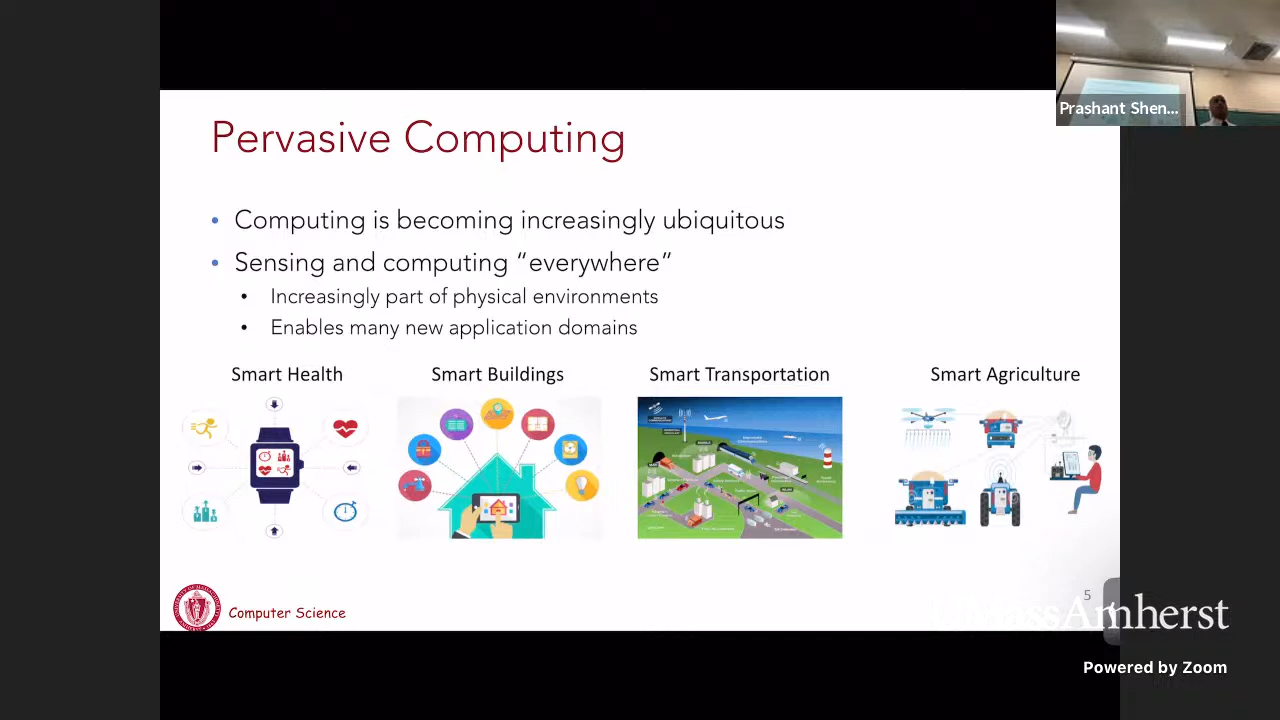 Prashant Shen...
Pervasive Computing
• Computing is becoming increasingly ubiquitous
• Sensing and computing “everywhere”
• Increasingly part of physical environments
• Enables many new application domains
Smart Health
Smart Buildings
Smart Transportation
Smart Agriculture
Computer Science
5
UMassAmherst
Powered by Zoom